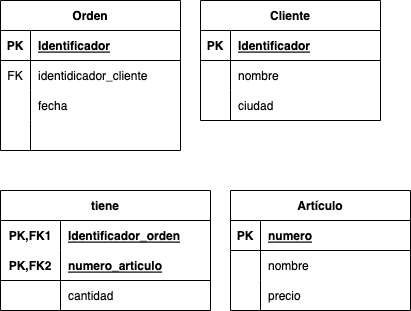 Orden
PK Identificador
FK identidicador_cliente
fecha
Cliente
PK Identificador
nombre
ciudad
tiene
PK,FK1 Identificador_orden
PK,FK2 numero_articulo
cantidad
Artículo
PK numero
nombre
precio